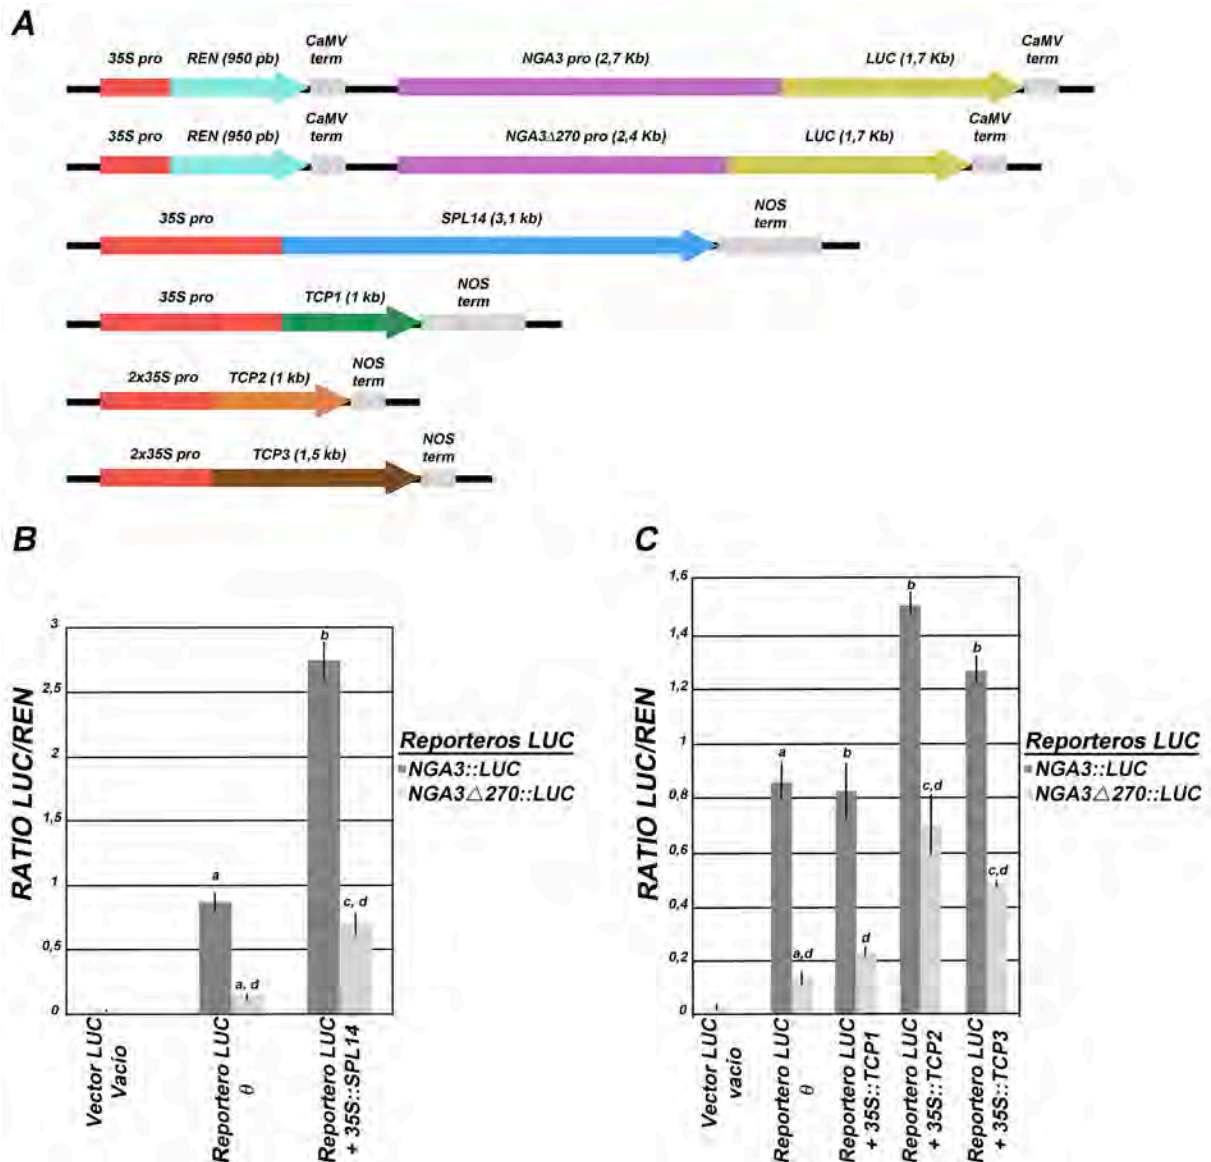 A
35S pro REN (950 pb) CaMV term NGA3 pro (2,7 Kb) LUC (1,7 Kb) CaMV term
35S pro REN (950 pb) CaMV term NGA3Δ270 pro (2,4 Kb) LUC (1,7 Kb) CaMV term
35S pro SPL14 (3,1 kb) NOS term
35S pro TCP1 (1 kb) NOS term
2x35S pro TCP2 (1 kb) NOS term
2x35S pro TCP3 (1,5 kb) NOS term
B
RATIO LUC/REN
3
2,5
2
1,5
1
0,5
0
a
a, d
b
c, d
Vector LUC
Vacio
Reportero LUC
θ
Reportero LUC
+ 35S::SPL14
Reporteros LUC
NGA3::LUC
NGA3△270::LUC
C
RATIO LUC/REN
1,6
1,4
1,2
1
0,8
0,6
0,4
0,2
0
a
a,d
b
d
b
c,d
b
c,d
Vector LUC
vacio
Reportero LUC
θ
Reportero LUC
+ 35S::TCP1
Reportero LUC
+ 35S::TCP2
Reportero LUC
+ 35S::TCP3
Reporteros LUC
NGA3::LUC
NGA3△270::LUC